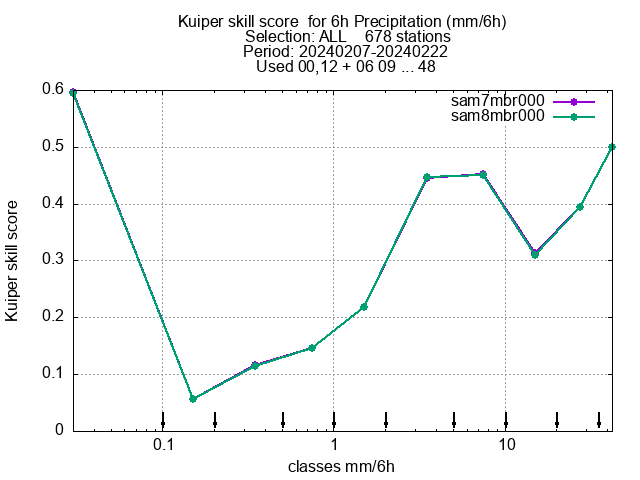 Kuiper skill score  for 6h Precipitation (mm/6h)
Selection: ALL    678 stations
Period: 20240207-20240222
Used 00,12 + 06 09 ... 48
sam7mbr000
sam8mbr000
0.6
0.5
0.4
0.3
0.2
0.1
0
Kuiper skill score
0.1
1
10
classes mm/6h